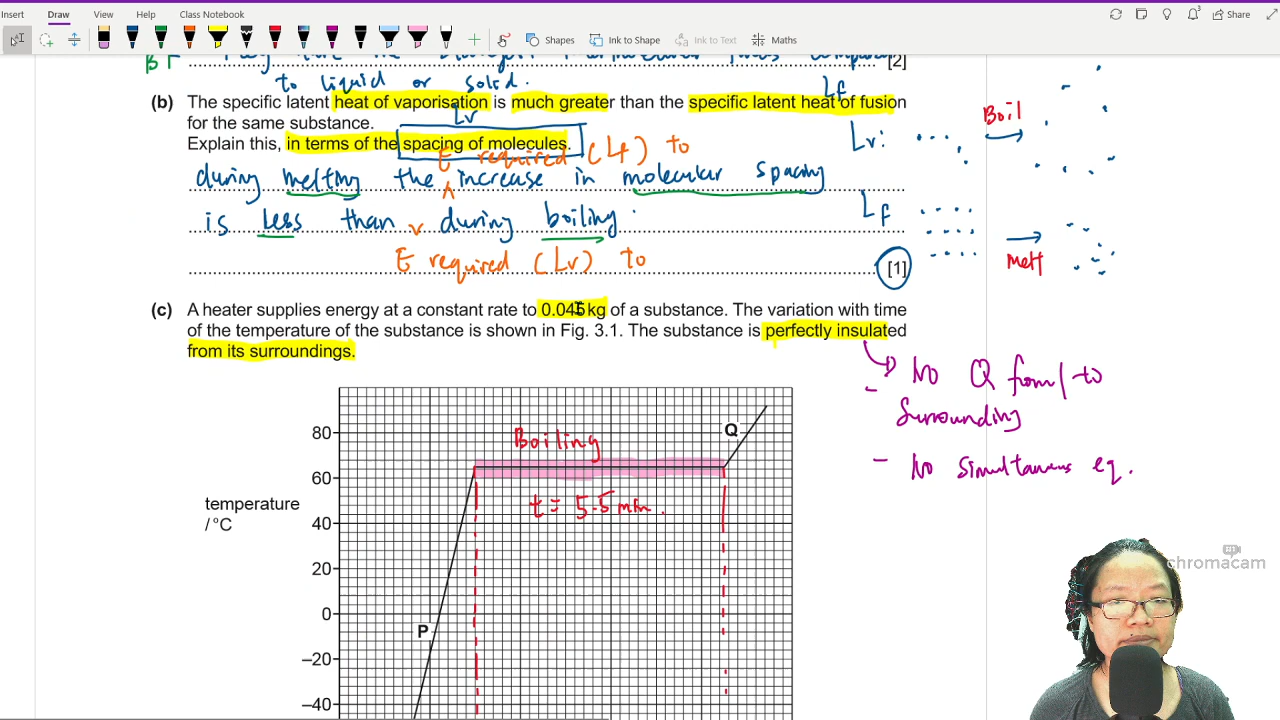 Insert Draw View Help Class Notebook Share
Shapes Ink to Shape Ink to Text Maths
[2]
to liquid or solid.
(b) The specific latent heat of vaporisation is much greater than the specific latent heat of fusion
Lv
Lf
for the same substance.
Explain this, in terms of the spacing of molecules.
E required (Lf) to
during melting the ∧ increase in molecular spacing
is less than v during boiling.
E required (Lv) to
[1]
Lv:
Boil
Lf
Melt
(c) A heater supplies energy at a constant rate to 0.045 kg of a substance. The variation with time
of the temperature of the substance is shown in Fig. 3.1. The substance is perfectly insulated
from its surroundings.
- No Q from / to
surrounding
- No simultaneous eq.
80
60
40
20
0
–20
–40
temperature
/ °C
Boiling
t = 5.5 min.
P
Q
chromacam